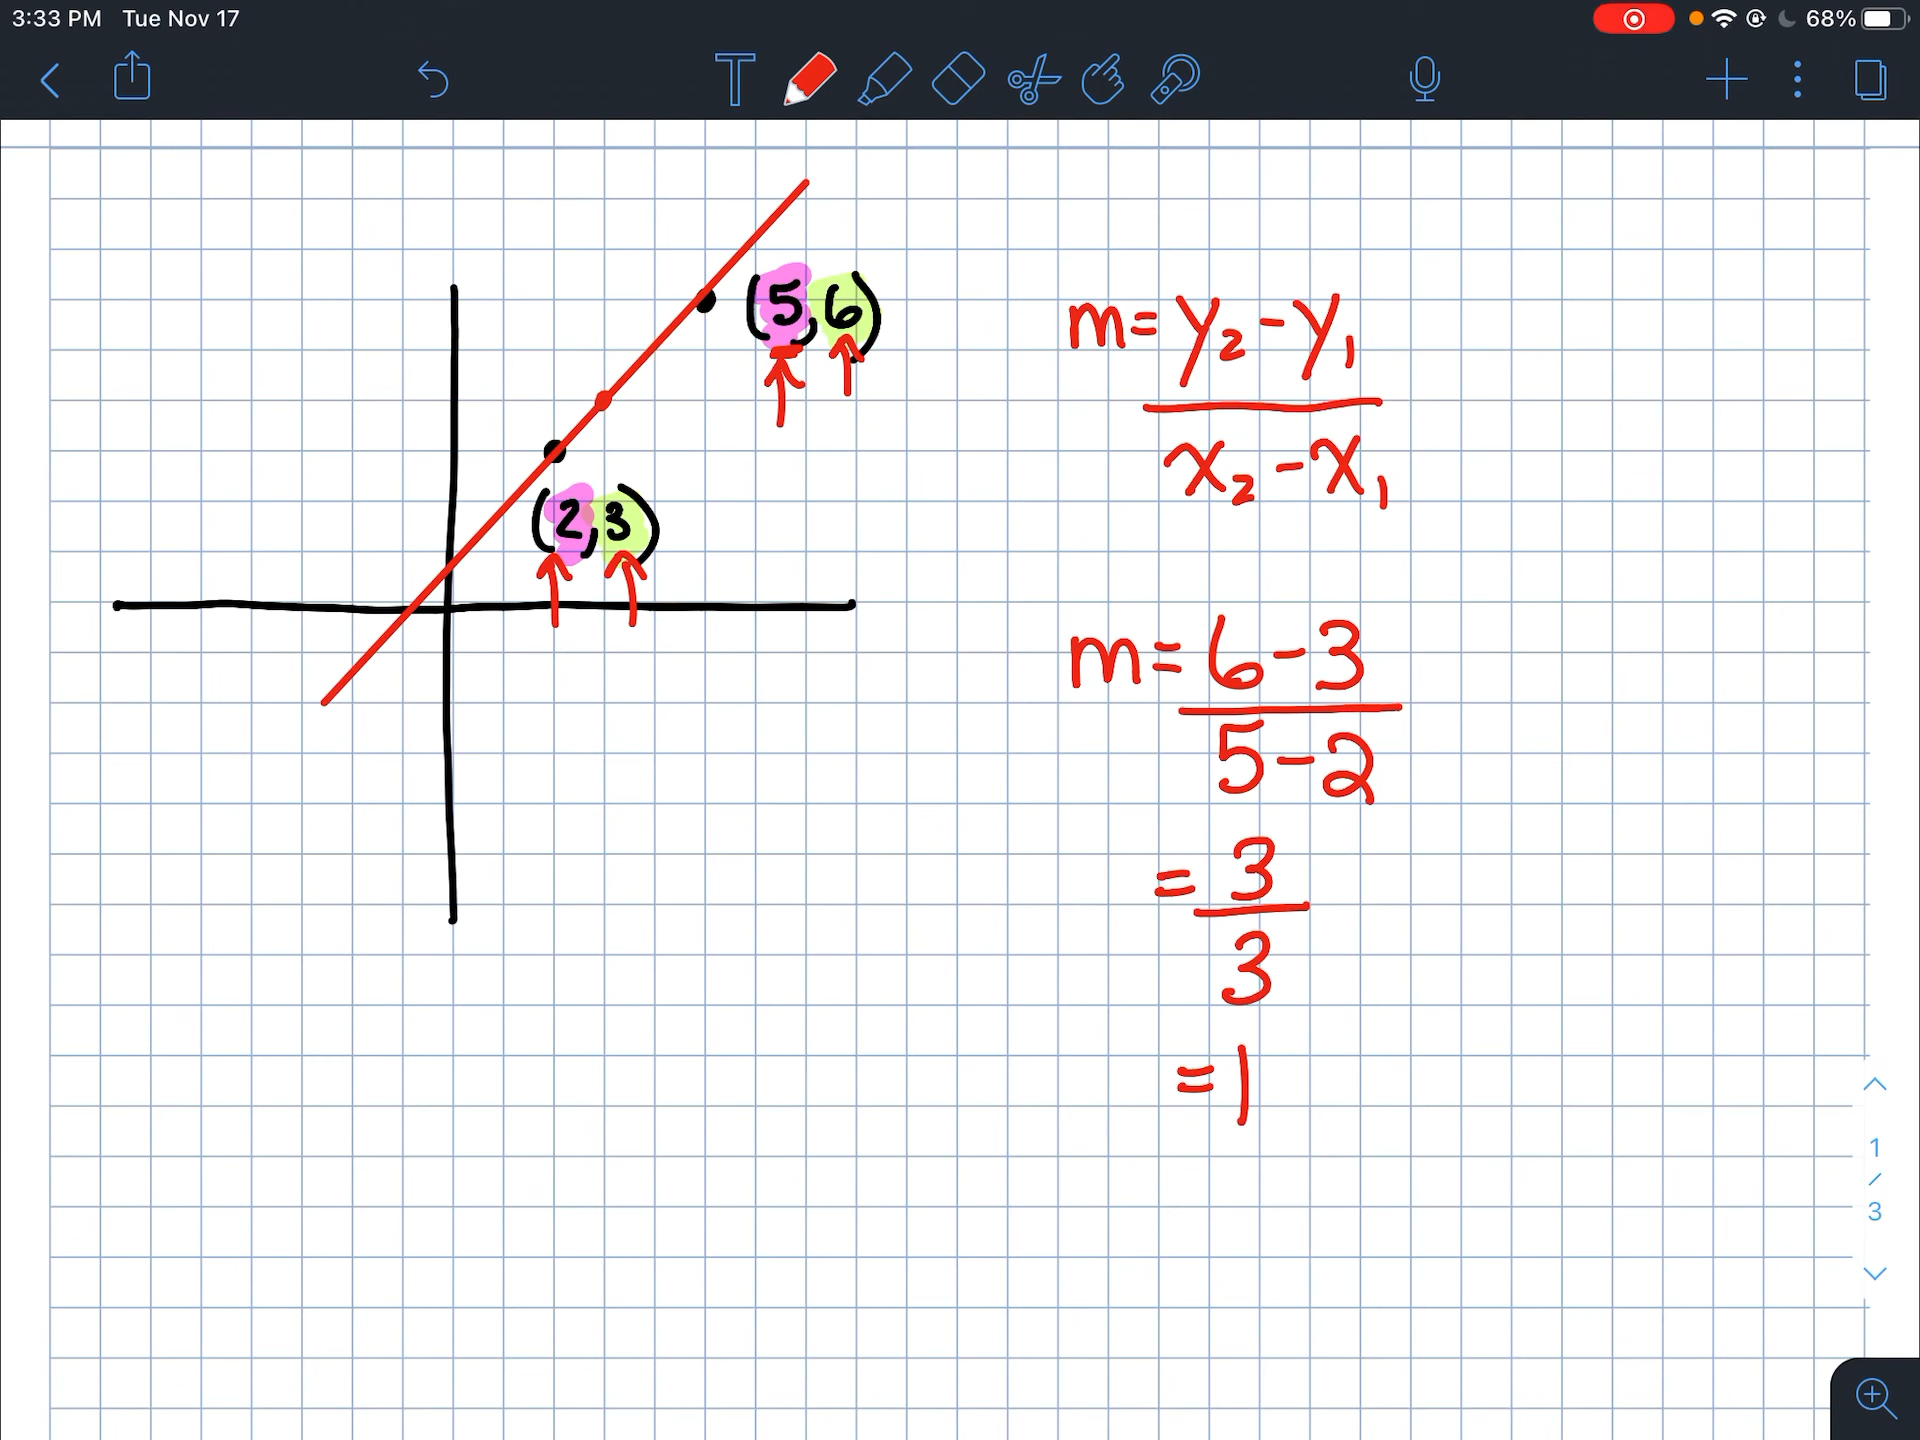 3:33 PM Tue Nov 17
68%
T
(5,6)
(2,3)
m=y₂-y₁
x₂-x₁
m=6-3
5-2
=3
3
=1
1
/
3